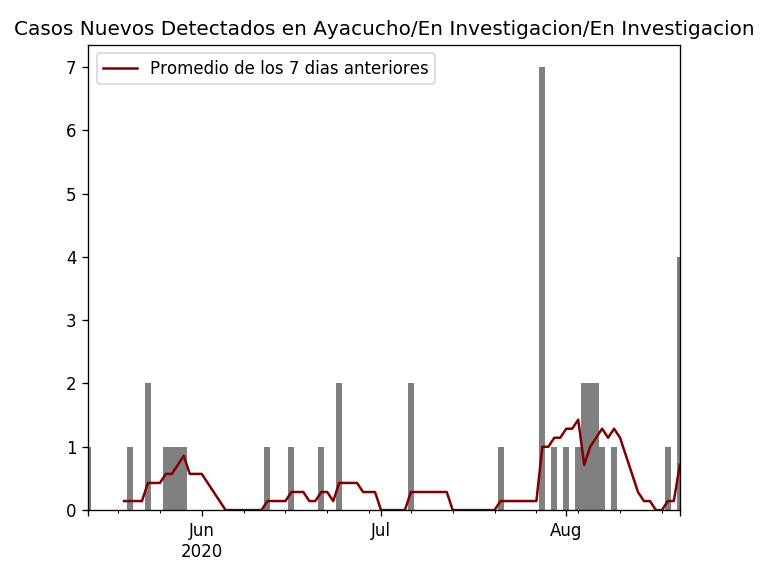 Casos Nuevos Detectados en Ayacucho/En Investigacion/En Investigacion
Promedio de los 7 dias anteriores
7
6
5
4
3
2
1
0
Jun
2020
Jul
Aug